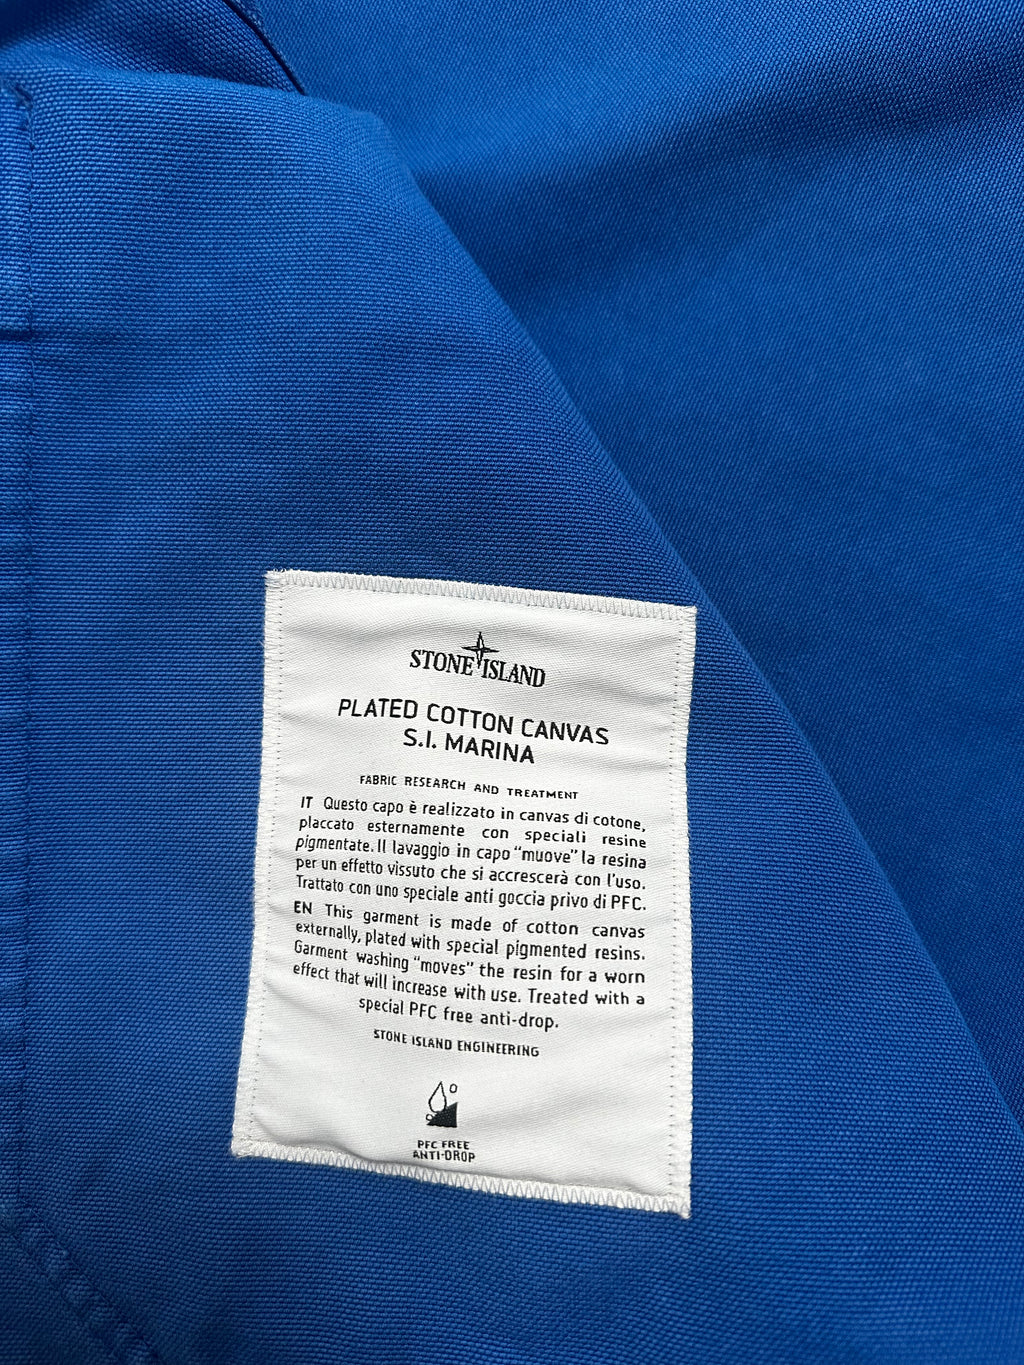 STONE ISLAND
PLATED COTTON CANVAS
S.I. MARINA
FABRIC RESEARCH AND TREATMENT
IT Questo capo è realizzato in canvas di cotone,
placcato esternamente con speciali resine
pigmentate. Il lavaggio in capo "muove" la resina
per un effetto vissuto che si accrescerà con l'uso.
Trattato con uno speciale anti goccia privo di PFC.
EN This garment is made of cotton canvas
externally, plated with special pigmented resins.
Garment washing "moves" the resin for a worn
effect that will increase with use. Treated with a
special PFC free anti-drop.
STONE ISLAND ENGINEERING
PFC FREE
ANTI-DROP